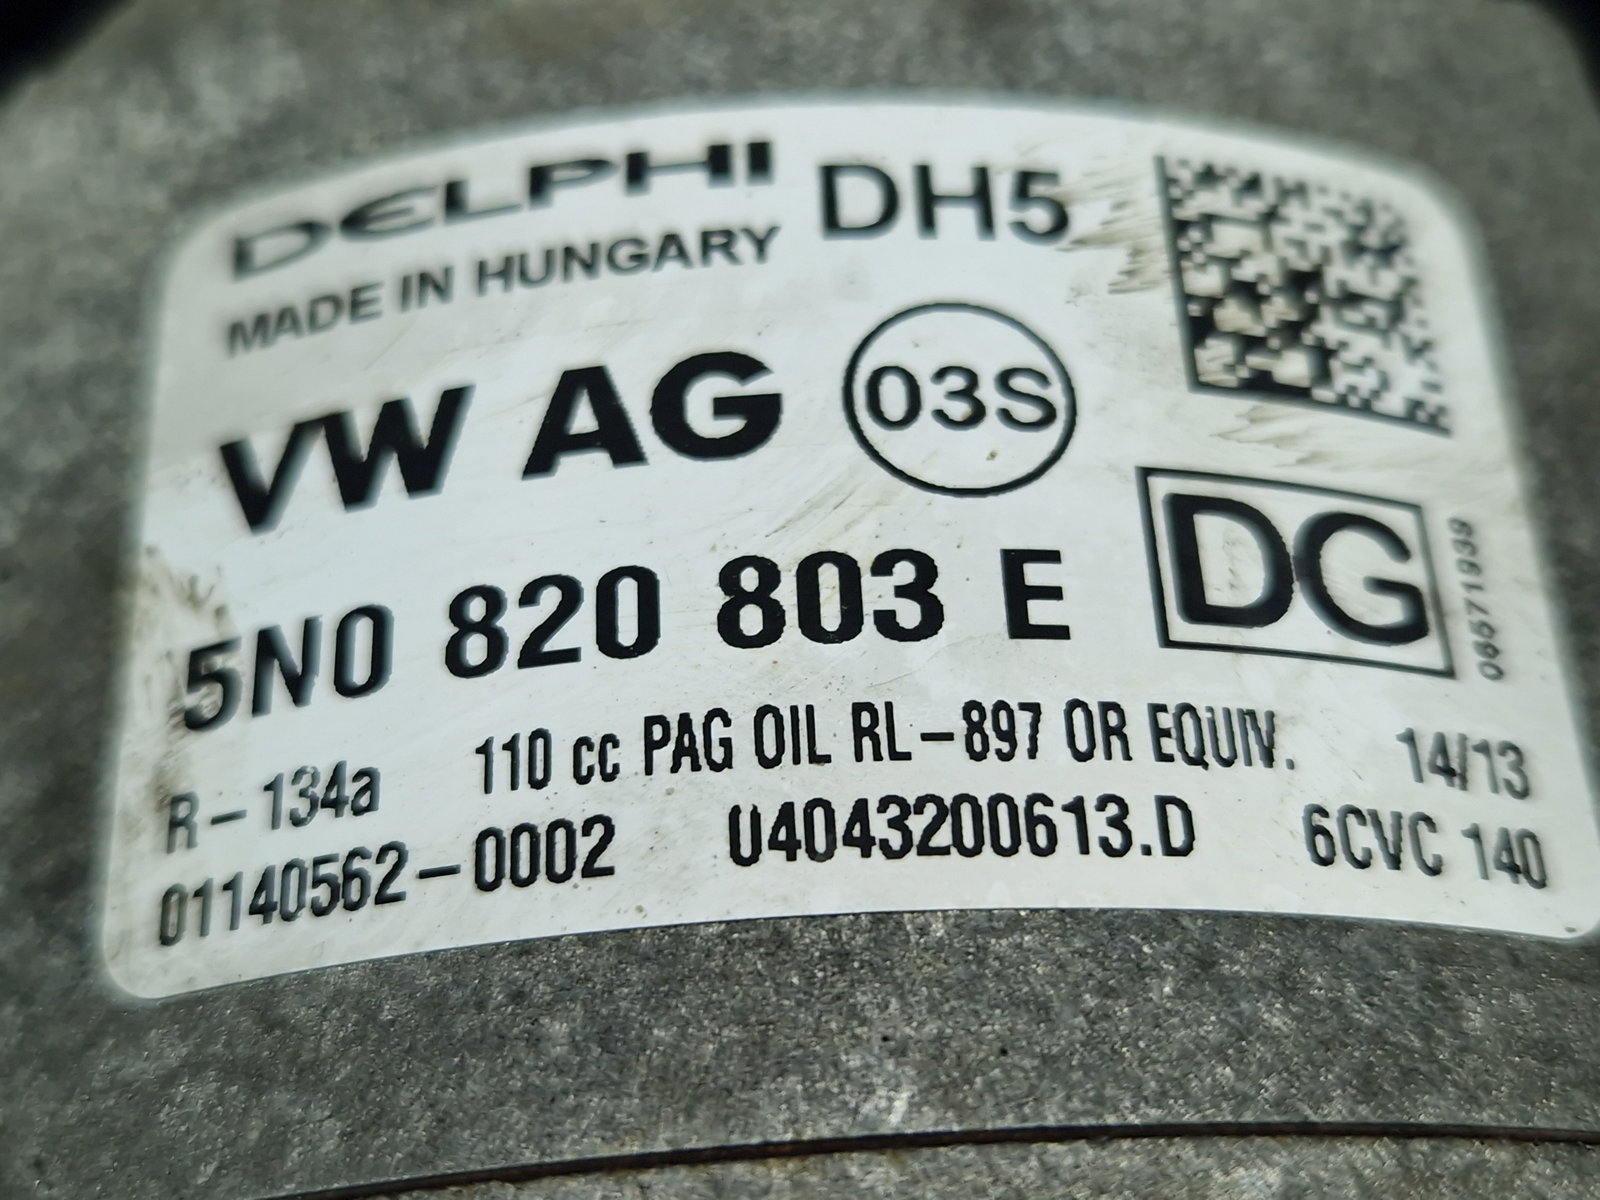 DELPHI DH5
MADE IN HUNGARY
VW AG 03S
5N0 820 803 E DG
08571939
R-134a 110 cc PAG OIL RL-897 OR EQUIV. 14/13
01140562-0002 U4043200613.D 6CVC 140